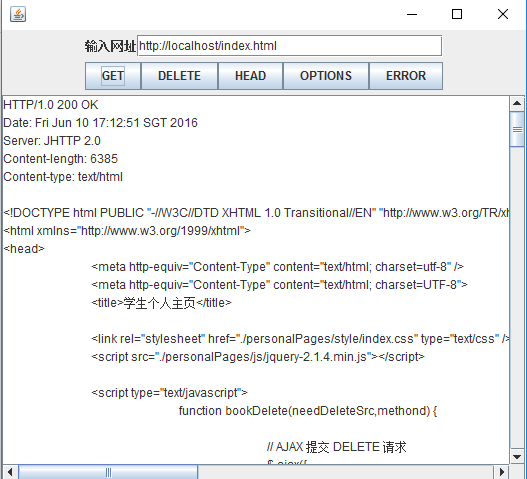 输入网址 http://localhost/index.html
GET DELETE HEAD OPTIONS ERROR
HTTP/1.0 200 OK
Date: Fri Jun 10 17:12:51 SGT 2016
Server: JHTTP 2.0
Content-length: 6385
Content-type: text/html
<!DOCTYPE html PUBLIC "-//W3C//DTD XHTML 1.0 Transitional//EN" "http://www.w3.org/TR/xh
<html xmlns="http://www.w3.org/1999/xhtml">
<head>
<meta http-equiv="Content-Type" content="text/html; charset=utf-8" />
<meta http-equiv="Content-Type" content="text/html; charset=UTF-8">
<title>学生个人主页</title>
<link rel="stylesheet" href="./personalPages/style/index.css" type="text/css" />
<script src="./personalPages/js/jquery-2.1.4.min.js"></script>
<script type="text/javascript">
function bookDelete(needDeleteSrc,methond) {
// AJAX 提交 DELETE 请求
$.ajax({